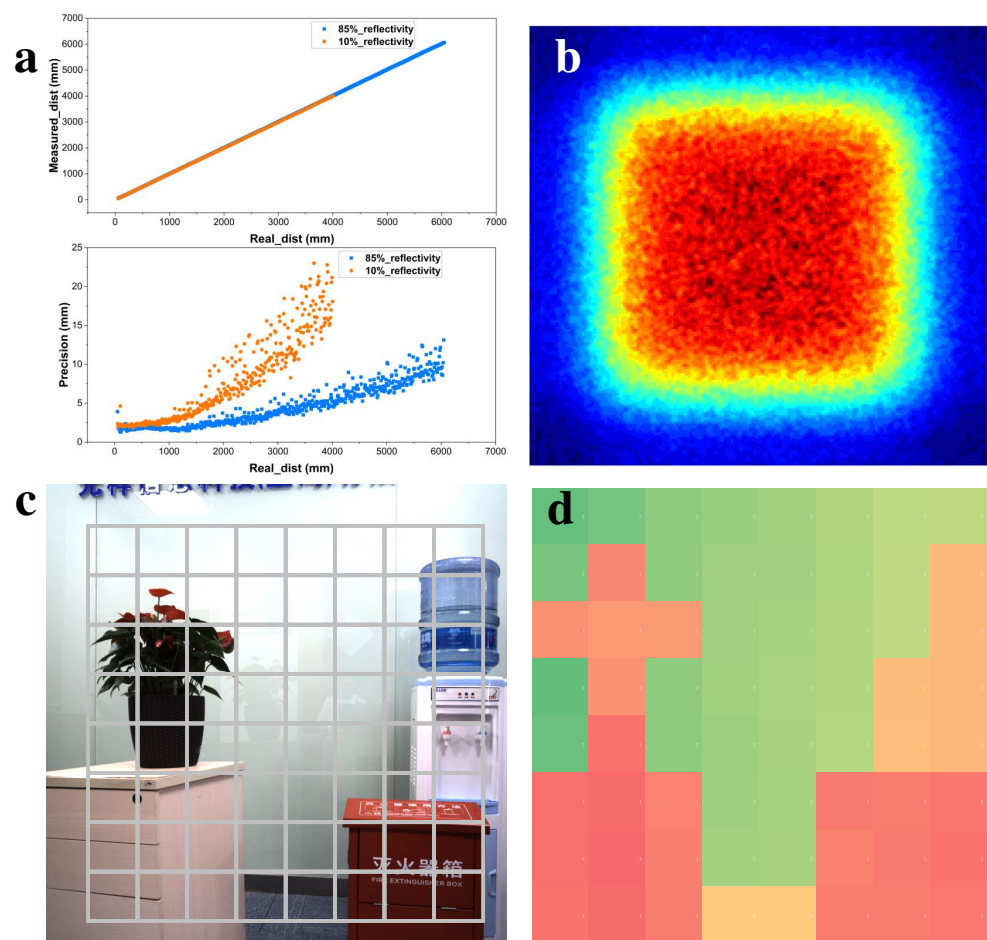 a
7000
6000
5000
4000
3000
2000
1000
0
Measured_dist (mm)
85%_reflectivity
10%_reflectivity
0 1000 2000 3000 4000 5000 6000 7000
Real_dist (mm)
25
20
15
10
5
0
Precision (mm)
85%_reflectivity
10%_reflectivity
0 1000 2000 3000 4000 5000 6000 7000
Real_dist (mm)
b
c
灭火器箱
FIRE EXTINGUISHER BOX
d